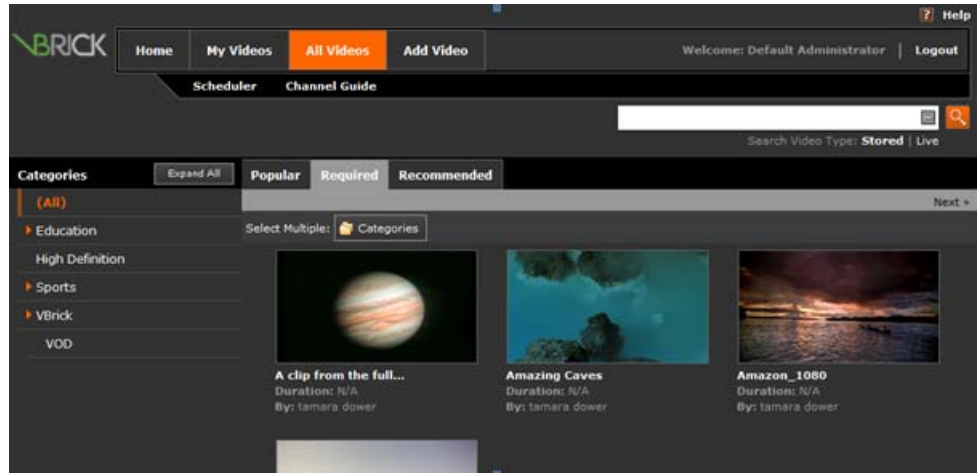 ? Help
VBRICK
Home My Videos All Videos Add Video Welcome: Default Administrator | Logout
Scheduler Channel Guide
Search Video Type: Stored | Live
Categories Expand All Popular Required Recommended
(All) Next »
Education Select Multiple: Categories
High Definition
Sports
VBrick
VOD
A clip from the full... Amazing Caves Amazon_1080
Duration: N/A Duration: N/A Duration: N/A
By: tamara dower By: tamara dower By: tamara dower